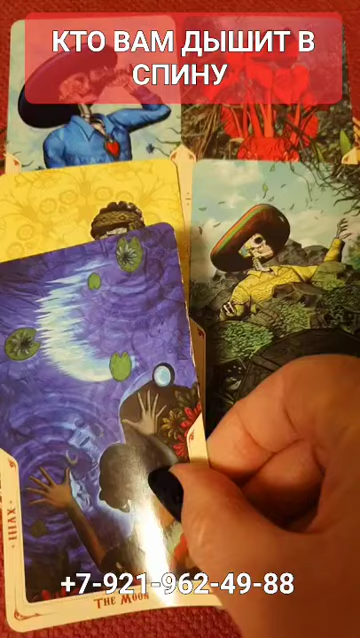 КТО ВАМ ДЫШИТ В
СПИНУ
XVIII
+7-921-962-49-88
THE MOON